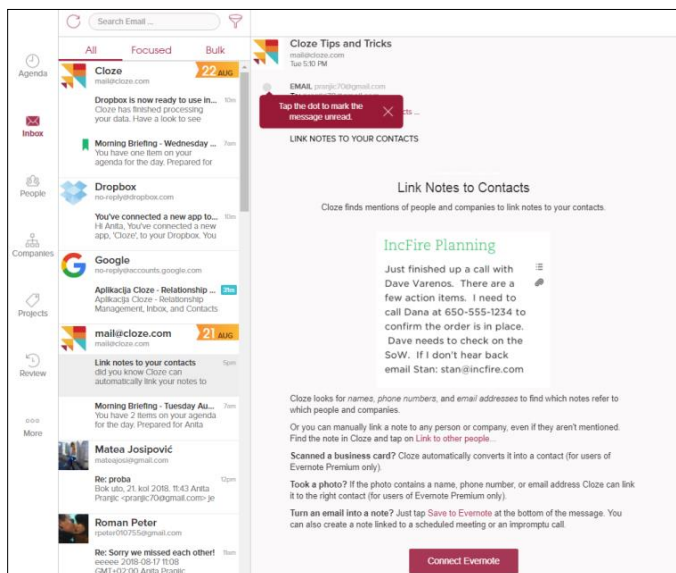 Search Email ...
All Focused Bulk
Agenda
Inbox
People
Companies
Projects
Review
More
Cloze
mail@cloze.com
22 AUG
Dropbox is now ready to use in... 10m
Cloze has finished processing
your data. Have a look to see
Morning Briefing - Wednesday ... 7am
You have one item on your
agenda for the day. Prepared for
Dropbox
no-reply@dropbox.com
You've connected a new app to... 10m
Hi Anita, You've connected a new
app, 'Cloze', to your Dropbox. You
Google
no-reply@accounts.google.com
Aplikacija Cloze - Relationship ... 31m
Management, Inbox, and Contacts
mail@cloze.com
21 AUG
Link notes to your contacts 5pm
did you know Cloze can
automatically link your notes to
Morning Briefing - Tuesday Au... 7am
You have 2 items on your agenda
for the day. Prepared for Anita
Matea Josipović
mateajosi@gmail.com
Re: proba 12pm
Bok uto, 21. kol 2018. 11:43 Anita
Pranjic <pranjic70@gmail.com> je
Roman Peter
rpeter010755@gmail.com
Re: Sorry we missed each other! 11am
eeeee 2018-08-17 11:08
GMT+02:00 Anita Pranjic
Cloze Tips and Tricks
mail@cloze.com
Tue 5:10 PM
EMAIL pranjic70@gmail.com
Tap the dot to mark the
message unread.
LINK NOTES TO YOUR CONTACTS
Link Notes to Contacts
Cloze finds mentions of people and companies to link notes to your contacts.
IncFire Planning
Just finished up a call with
Dave Varenos. There are a
few action items. I need to
call Dana at 650-555-1234 to
confirm the order is in place.
Dave needs to check on the
SoW. If I don't hear back
email Stan: stan@incfire.com
Cloze looks for names, phone numbers, and email addresses to find which notes refer to
which people and companies.
Or you can manually link a note to any person or company, even if they aren't mentioned.
Find the note in Cloze and tap on Link to other people...
Scanned a business card? Cloze automatically converts it into a contact (for users of
Evernote Premium only).
Took a photo? If the photo contains a name, phone number, or email address Cloze can link
it to the right contact (for users of Evernote Premium only).
Turn an email into a note? Just tap Save to Evernote at the bottom of the message. You
can also create a note linked to a scheduled meeting or an impromptu call.
Connect Evernote